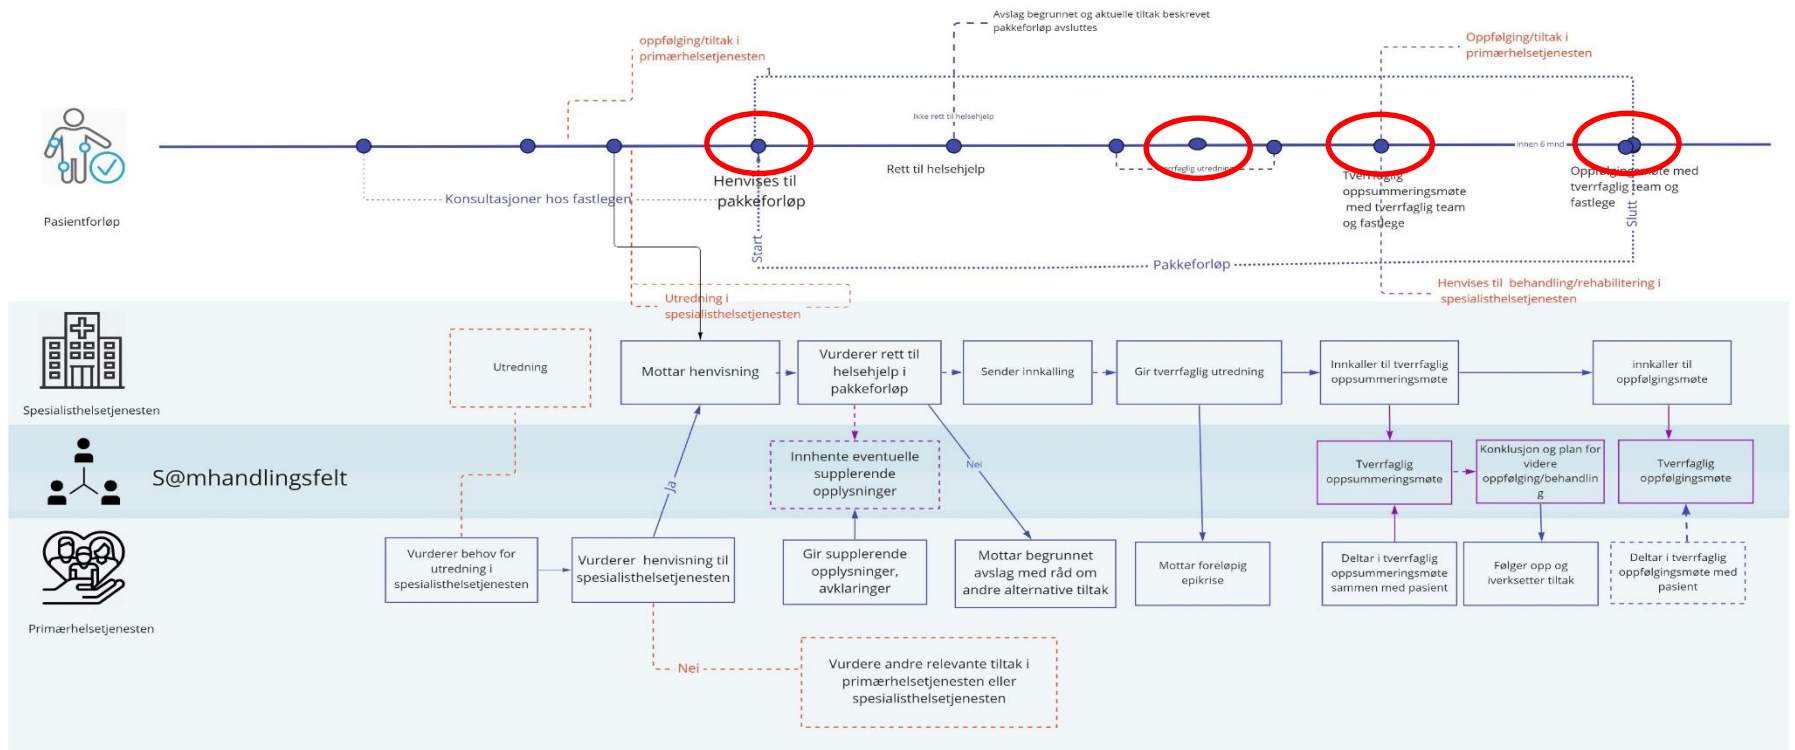 Avslag begrunnet og aktuelle tiltak beskrevet
pakkeforløp avsluttes
oppfølging/tiltak i
primærhelsetjenesten
Oppfølging/tiltak i
primærhelsetjenesten
1
Ikke rett til helsehjelp
innen 6 mnd
Pasientforløp
Konsultasjoner hos fastlegen
Henvises til
pakkeforløp
Rett til helsehjelp
verrfaglig utredning
Tverrfaglig
oppsummeringsmøte
med tverrfaglig team
og fastlege
Oppfølgingsmøte med
tverrfaglig team og
fastlege
Start
Slutt
Pakkeforløp
Utredning i
spesialisthelsetjenesten
Henvises til behandling/rehabilitering i
spesialisthelsetjenesten
Spesialisthelsetjenesten
Utredning
Mottar henvisning
Vurderer rett til
helsehjelp i
pakkeforløp
Sender innkalling
Gir tverrfaglig utredning
Innkaller til tverrfaglig
oppsummeringsmøte
innkaller til
oppfølgingsmøte
S@mhandlingsfelt
Ja
Innhente eventuelle
supplerende
opplysninger
Nei
Tverrfaglig
oppsummeringsmøte
Konklusjon og plan for
videre
oppfølging/behandlin
g
Tverrfaglig
oppfølgingsmøte
Primærhelsetjenesten
Vurderer behov for
utredning i
spesialisthelsetjenesten
Vurderer henvisning til
spesialisthelsetjenesten
Gir supplerende
opplysninger,
avklaringer
Mottar begrunnet
avslag med råd om
andre alternative tiltak
Mottar foreløpig
epikrise
Deltar i tverrfaglig
oppsummeringsmøte
sammen med pasient
Følger opp og
iverksetter tiltak
Deltar i tverrfaglig
oppfølgingsmøte med
pasient
Nei
Vurdere andre relevante tiltak i
primærhelsetjenesten eller
spesialisthelsetjenesten